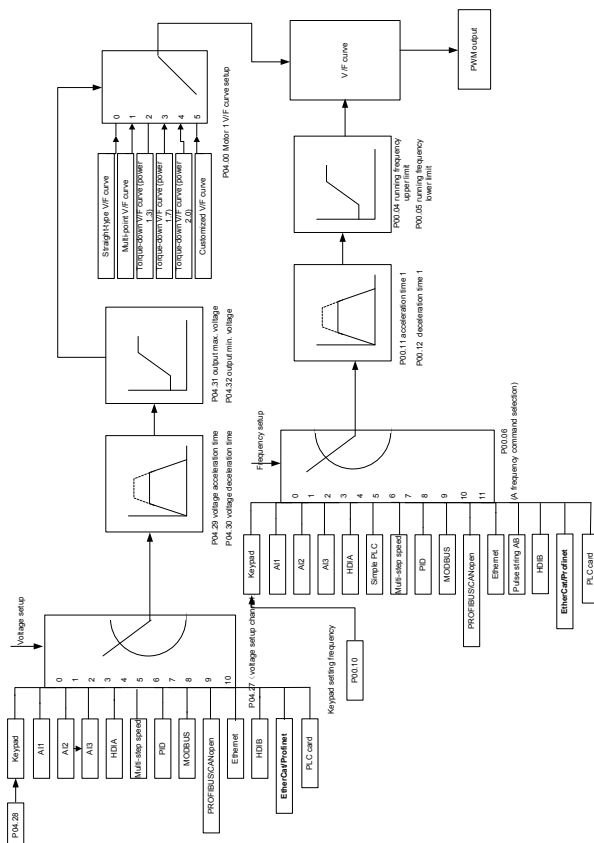 Voltage setup
P04.28
Keypad
AI1
AI2
AI3
HDIA
Multi-step speed
PID
MODBUS
PROFIBUS\CANopen
Ethernet
HDIB
EtherCat/Profinet
PLC card
0
1
2
3
4
5
6
7
8
9
10
P04.27（voltage setup channel
P04.29 voltage acceleration time
P04.30 voltage deceleration time
P04.31 output max. voltage
P04.32 output min. voltage
Straight-type V/F curve
Multi-point V/F curve
Torque-down V/F curve (power
1.3)
Torque-down V/F curve (power
1.7)
Torque-down V/F curve (power
2.0)
Customized V/F curve
0
1
2
3
4
5
P04.00 Motor 1 V/F curve setup
Frequency setup
Keypad setting frequency
P00.10
Keypad
AI1
AI2
AI3
HDIA
Simple PLC
Multi-step speed
PID
MODBUS
PROFIBUS\CANopen
Ethernet
Pulse string AB
HDIB
EtherCat/Profinet
PLC card
0
1
2
3
4
5
6
7
8
9
10
11
P00.06
(A frequency command selection)
P00.11 acceleration time 1
P00.12 deceleration time 1
P00.04 running frequency
upper limit
P00.05 running frequency
lower limit
V/F curve
PWM output